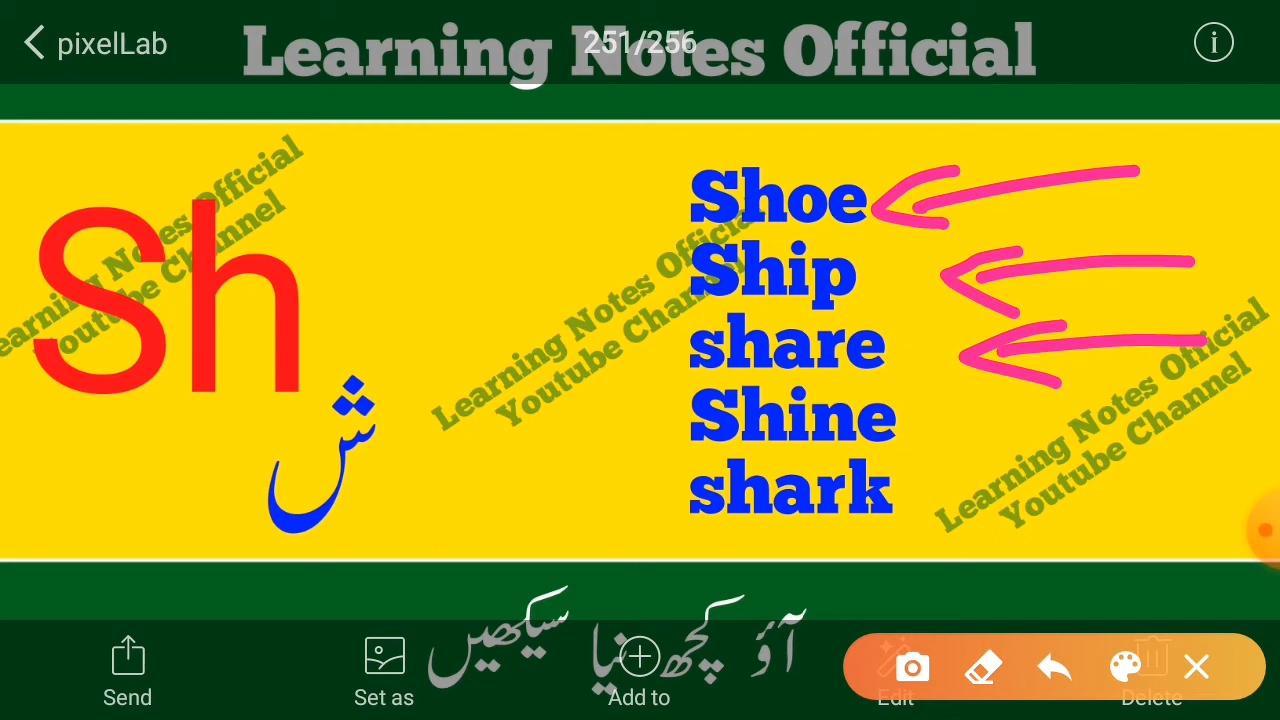 pixelLab
251/256
Learning Notes Official
Learning Notes Official
Youtube Channel
Sh
ش
Learning Notes Official
Youtube Channel
Shoe
Ship
share
Shine
shark
Learning Notes Official
Youtube Channel
آؤ کچھ نیا سیکھیں
Send
Set as
Add to
Edit
Delete